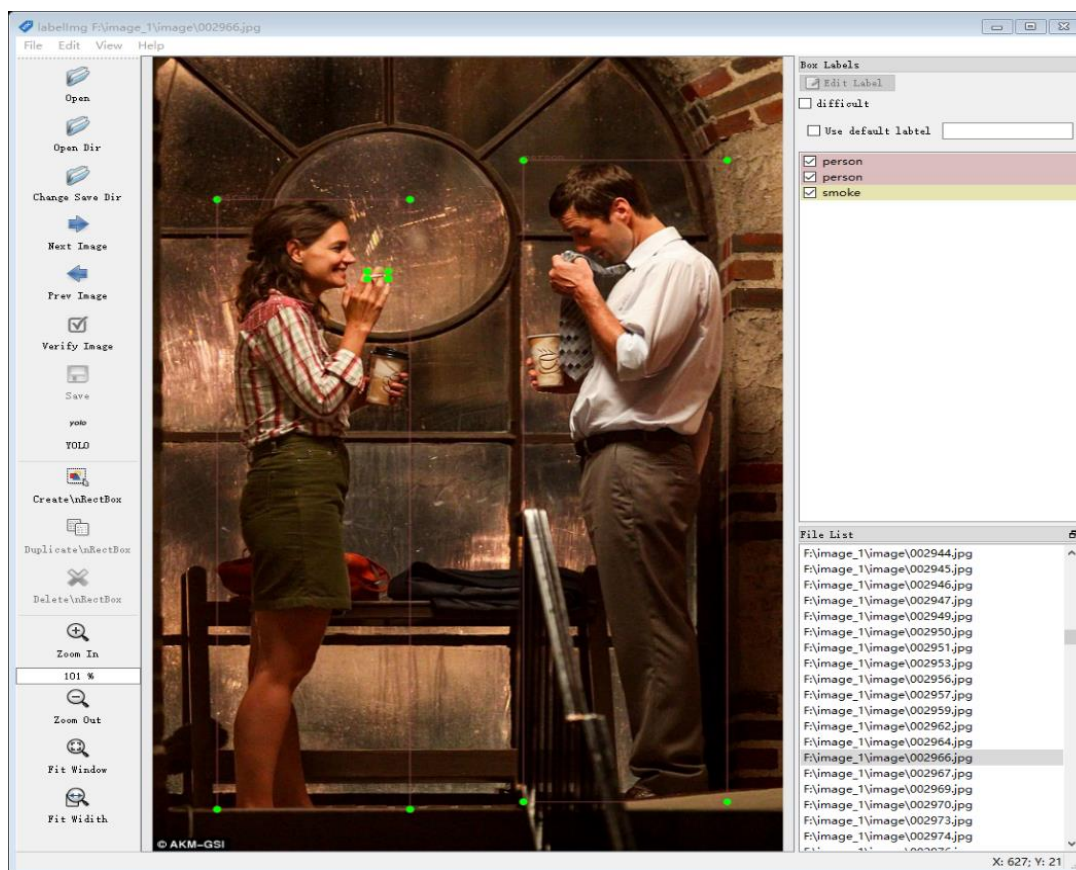 labelImg F:\image_1\image\002966.jpg
File Edit View Help
Open
Open Dir
Change Save Dir
Next Image
Prev Image
Verify Image
Save
yolo
YOLO
Create\nRectBox
Duplicate\nRectBox
Delete\nRectBox
Zoom In
101 %
Zoom Out
Fit Window
Fit Widith
© AKM-GSI
Box Labels
Edit Label
difficult
Use default labtel
person
person
smoke
File List
F:\image_1\image\002944.jpg
F:\image_1\image\002945.jpg
F:\image_1\image\002946.jpg
F:\image_1\image\002947.jpg
F:\image_1\image\002949.jpg
F:\image_1\image\002950.jpg
F:\image_1\image\002951.jpg
F:\image_1\image\002953.jpg
F:\image_1\image\002956.jpg
F:\image_1\image\002957.jpg
F:\image_1\image\002959.jpg
F:\image_1\image\002962.jpg
F:\image_1\image\002964.jpg
F:\image_1\image\002966.jpg
F:\image_1\image\002967.jpg
F:\image_1\image\002969.jpg
F:\image_1\image\002970.jpg
F:\image_1\image\002973.jpg
F:\image_1\image\002974.jpg
X: 627; Y: 21